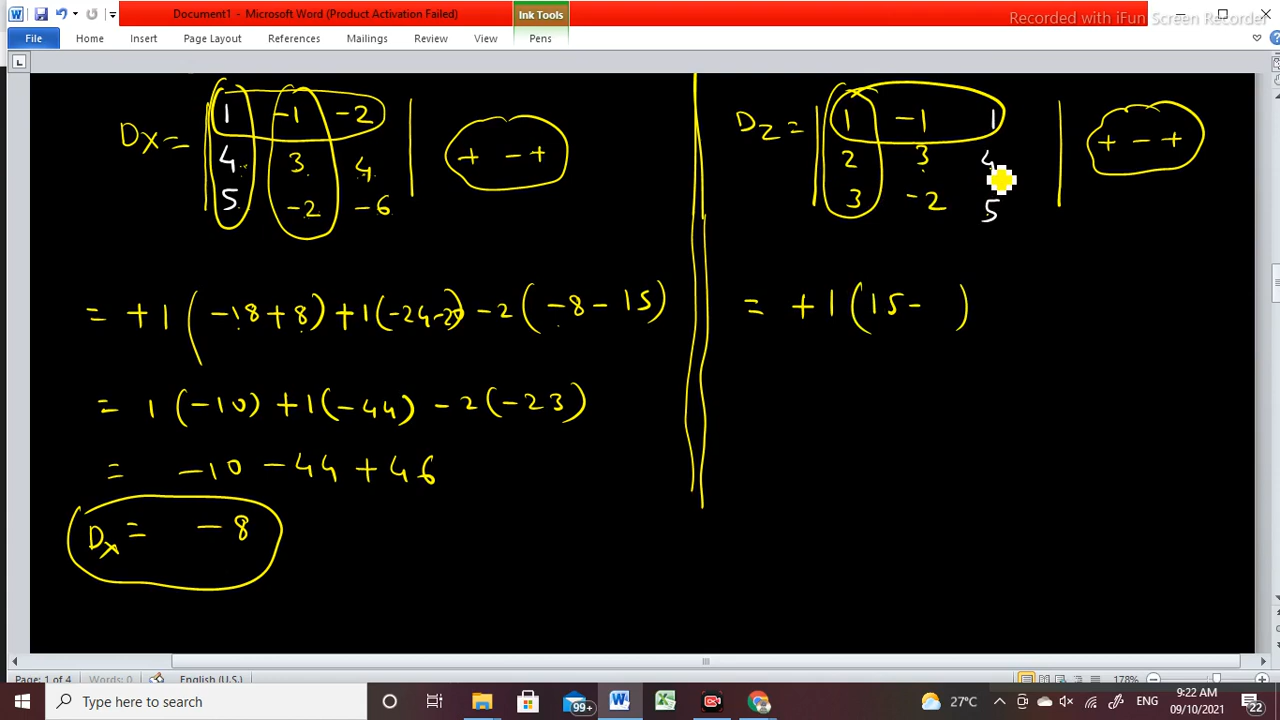 Document1 - Microsoft Word (Product Activation Failed)
Ink Tools
Recorded with iFun Screen Recorder
File Home Insert Page Layout References Mailings Review View Pens
Dx = | 1 -1 -2 | + - +
4 3 4
5 -2 -6
= +1 ( -18 + 8 ) + 1 (-24-20) - 2 ( -8 - 15 )
= 1 (-10) + 1(-44) - 2(-23)
= -10 - 44 + 46
Dx = -8
Dz = | 1 -1 1 | + - +
2 3 4
3 -2 5
= +1 ( 15 - )
Page: 1 of 4 Words: 0 English (U.S.) 178%
Type here to search
99+
27°C
ENG
9:22 AM
09/10/2021
22